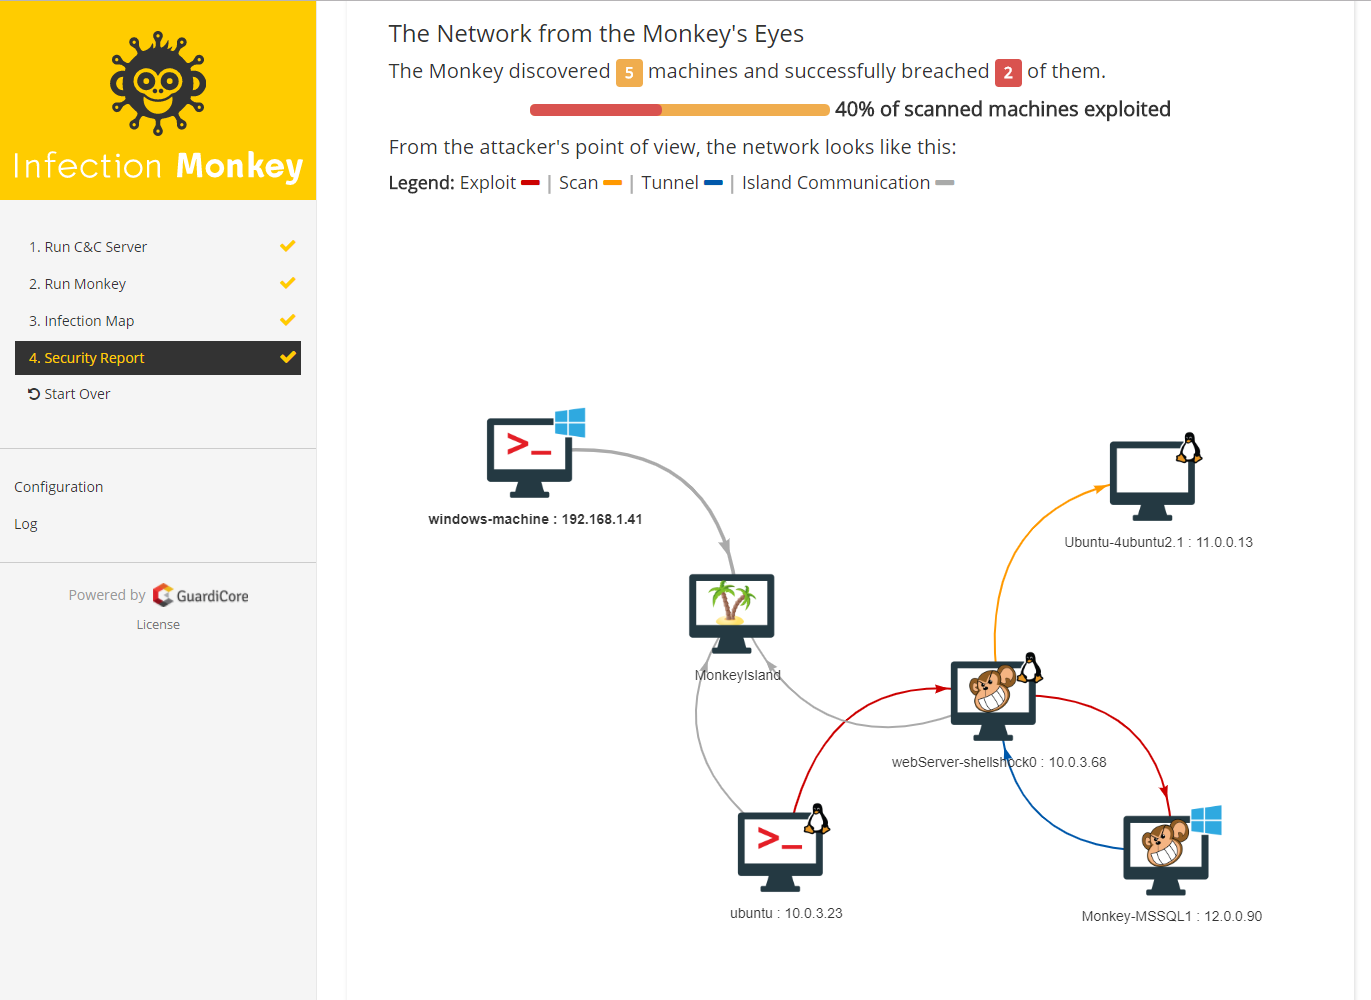 Infection Monkey
1. Run C&C Server
2. Run Monkey
3. Infection Map
4. Security Report
Start Over
Configuration
Log
Powered by GuardiCore
License
The Network from the Monkey's Eyes
The Monkey discovered 5 machines and successfully breached 2 of them.
40% of scanned machines exploited
From the attacker's point of view, the network looks like this:
Legend: Exploit | Scan | Tunnel | Island Communication
>_
windows-machine : 192.168.1.41
Ubuntu-4ubuntu2.1 : 11.0.0.13
MonkeyIsland
webServer-shellshock0 : 10.0.3.68
>_
ubuntu : 10.0.3.23
Monkey-MSSQL1 : 12.0.0.90